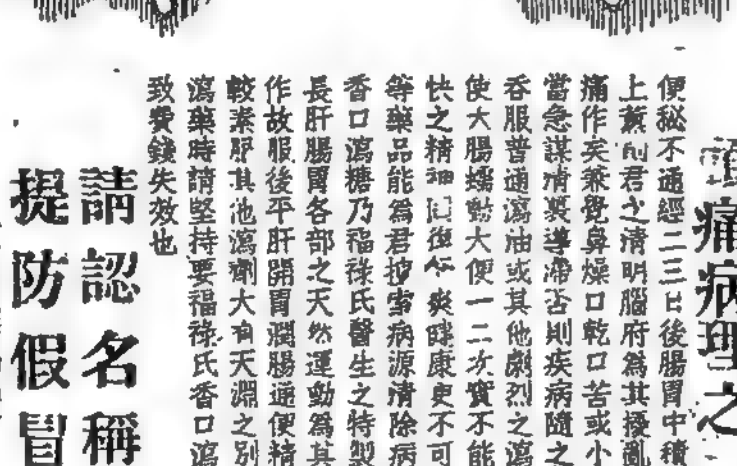 頭痛病理之
便秘不通經二三日後腸胃中積
上薰君之清明腦府為其擾亂
痛作矣兼覺鼻燥口乾口苦或小
當急謀清裏導滯否則疾病隨之
吞服普通瀉油或其他劇烈之瀉
使大腸蠕動大便一二次實不能
快之精神爽健康更不可
等藥品能為君搜索病源清除病
香口瀉糖乃福祿氏醫生之特製
長肝腸胃各部之天然運動為其
作故服後平肝開胃潤腸通便精
較素服其他瀉劑大有天淵之別
瀉藥時請堅持要福祿氏香口瀉
致費錢失效也
請認名稱
提防假冒